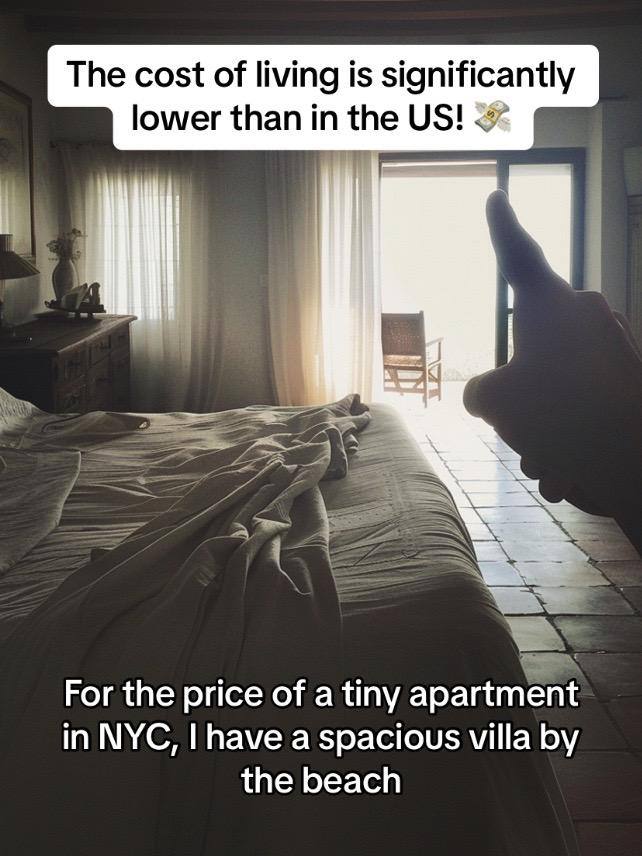 The cost of living is significantly
lower than in the US! 💸
For the price of a tiny apartment
in NYC, I have a spacious villa by
the beach